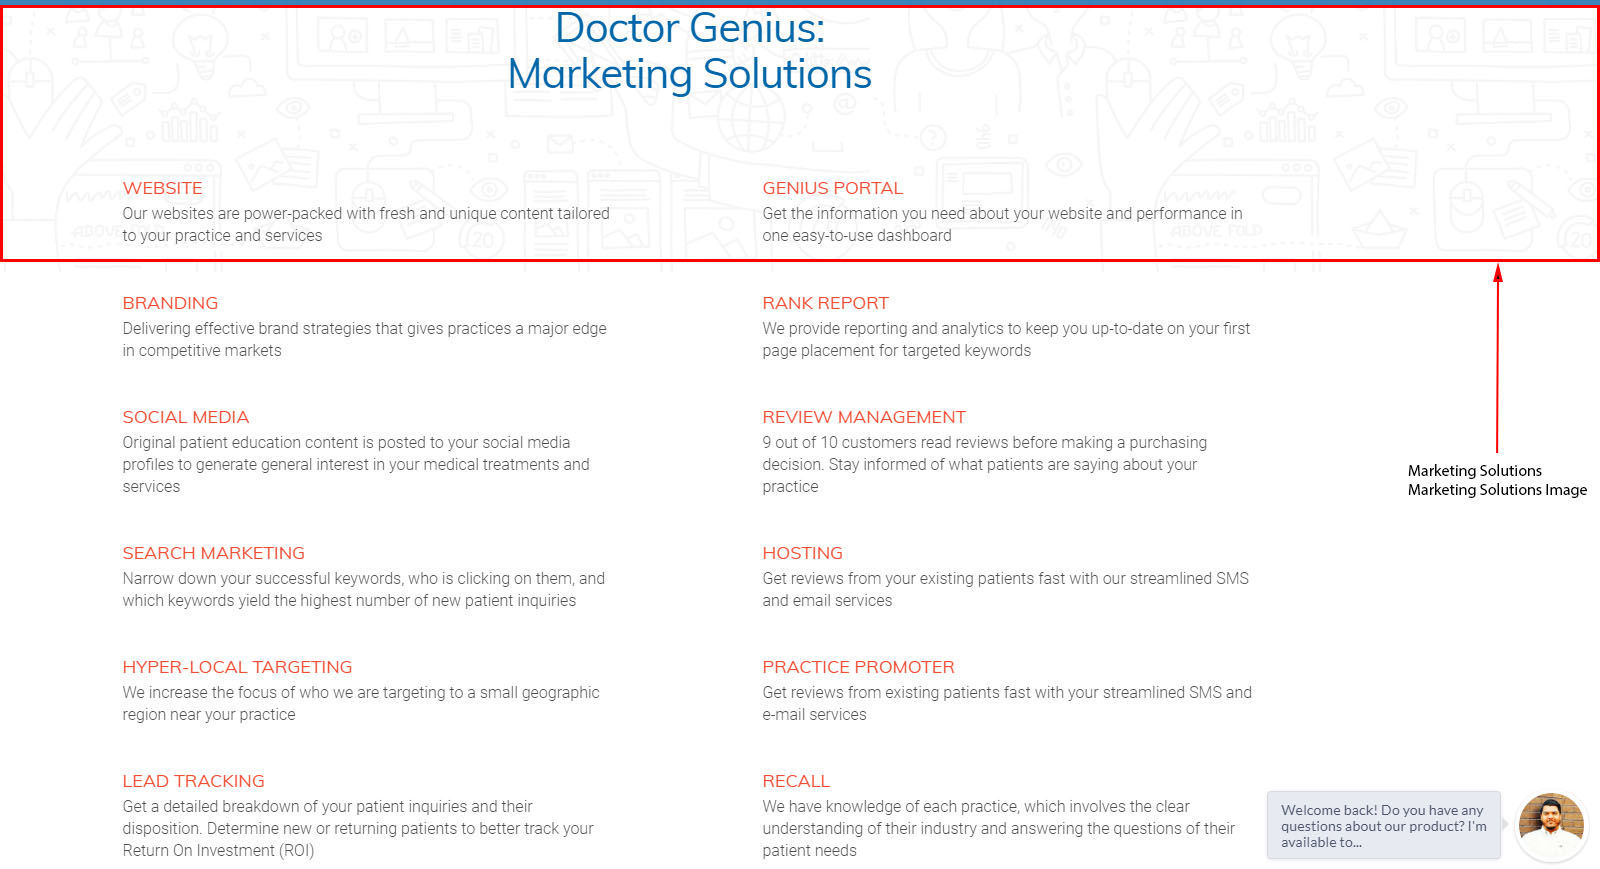 Doctor Genius:
Marketing Solutions
WEBSITE
Our websites are power-packed with fresh and unique content tailored
to your practice and services
GENIUS PORTAL
Get the information you need about your website and performance in
one easy-to-use dashboard
ABOVE FOLD
20
@
?
IMG
ABOVE FOLD
20
BRANDING
Delivering effective brand strategies that gives practices a major edge
in competitive markets
RANK REPORT
We provide reporting and analytics to keep you up-to-date on your first
page placement for targeted keywords
SOCIAL MEDIA
Original patient education content is posted to your social media
profiles to generate general interest in your medical treatments and
services
REVIEW MANAGEMENT
9 out of 10 customers read reviews before making a purchasing
decision. Stay informed of what patients are saying about your
practice
Marketing Solutions
Marketing Solutions Image
SEARCH MARKETING
Narrow down your successful keywords, who is clicking on them, and
which keywords yield the highest number of new patient inquiries
HOSTING
Get reviews from your existing patients fast with our streamlined SMS
and email services
HYPER-LOCAL TARGETING
We increase the focus of who we are targeting to a small geographic
region near your practice
PRACTICE PROMOTER
Get reviews from existing patients fast with your streamlined SMS and
e-mail services
LEAD TRACKING
Get a detailed breakdown of your patient inquiries and their
disposition. Determine new or returning patients to better track your
Return On Investment (ROI)
RECALL
We have knowledge of each practice, which involves the clear
understanding of their industry and answering the questions of their
patient needs
Welcome back! Do you have any
questions about our product? I'm
available to...